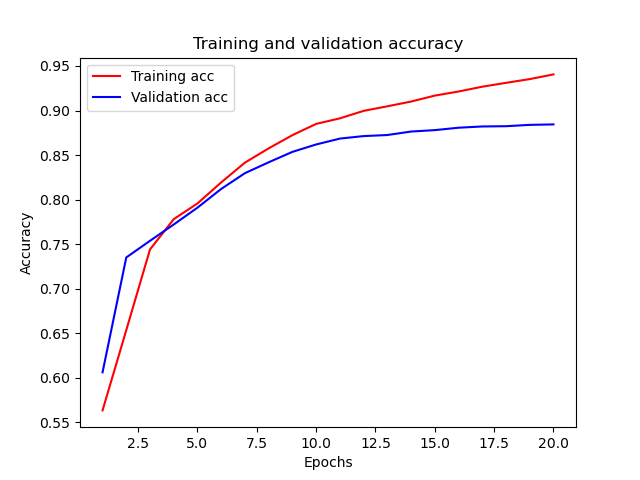 Training and validation accuracy
Training acc
Validation acc
0.95
0.90
0.85
0.80
0.75
0.70
0.65
0.60
0.55
Accuracy
2.5 5.0 7.5 10.0 12.5 15.0 17.5 20.0
Epochs